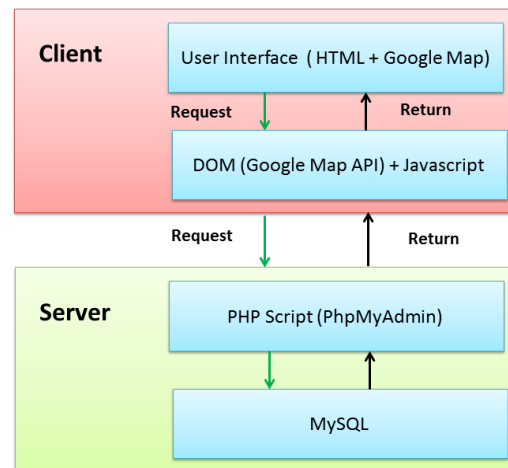 Client
User Interface ( HTML + Google Map)
Request
Return
DOM (Google Map API) + Javascript
Request
Return
Server
PHP Script (PhpMyAdmin)
MySQL